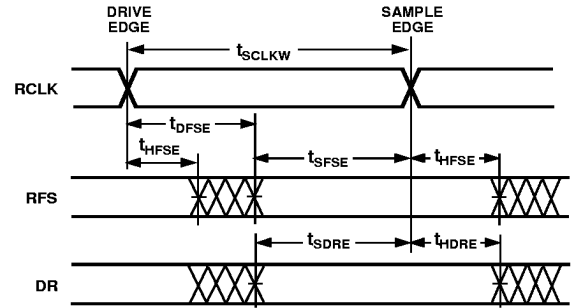 DRIVE EDGE
SAMPLE EDGE
tSCLKW
RCLK
tDFSE
tHFSE
tSFSE
tHFSE
RFS
tSDRE
tHDRE
DR